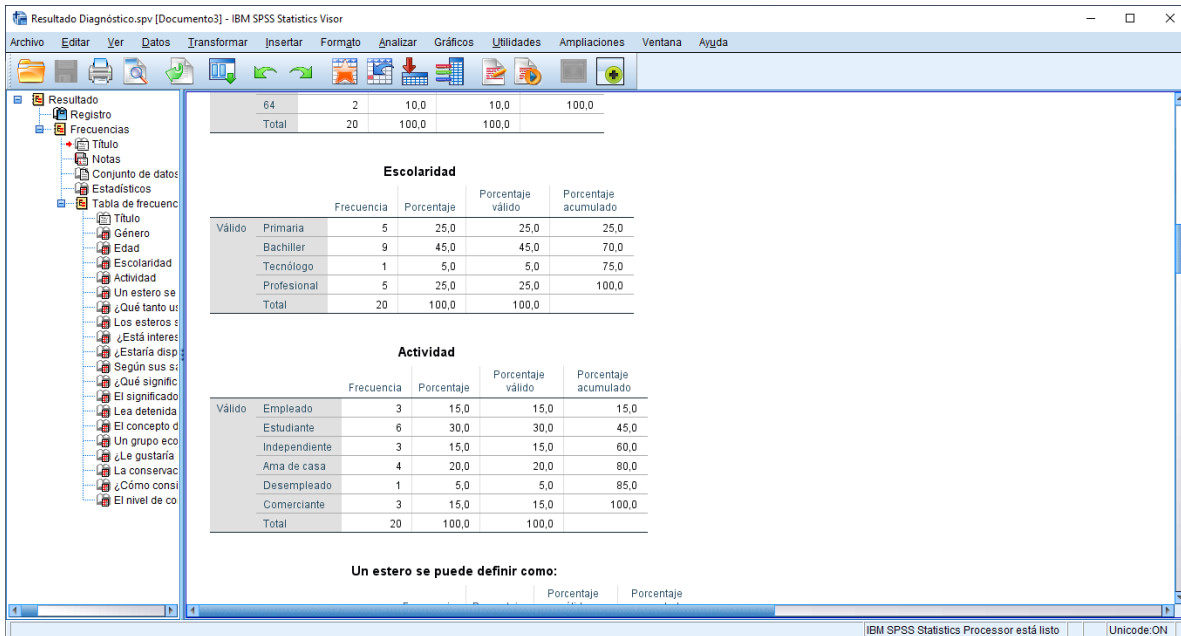 Resultado Diagnóstico.spv [Documento3] - IBM SPSS Statistics Visor
Archivo Editar Ver Datos Transformar Insertar Formato Analizar Gráficos Utilidades Ampliaciones Ventana Ayuda
Resultado
Registro
Frecuencias
Título
Notas
Conjunto de datos
Estadísticos
Tabla de frecuenc
Título
Género
Edad
Escolaridad
Actividad
Un estero se
¿Qué tanto us
Los esteros s
¿Está interes
¿Estaría disp
Según sus sa
¿Qué signific
El significado
Lea detenida
El concepto d
Un grupo eco
¿Le gustaría
La conservac
¿Cómo consi
El nivel de co
64 2 10,0 10,0 100,0
Total 20 100,0 100,0
Escolaridad
Frecuencia Porcentaje Porcentaje válido Porcentaje acumulado
Válido Primaria 5 25,0 25,0 25,0
Bachiller 9 45,0 45,0 70,0
Tecnólogo 1 5,0 5,0 75,0
Profesional 5 25,0 25,0 100,0
Total 20 100,0 100,0
Actividad
Frecuencia Porcentaje Porcentaje válido Porcentaje acumulado
Válido Empleado 3 15,0 15,0 15,0
Estudiante 6 30,0 30,0 45,0
Independiente 3 15,0 15,0 60,0
Ama de casa 4 20,0 20,0 80,0
Desempleado 1 5,0 5,0 85,0
Comerciante 3 15,0 15,0 100,0
Total 20 100,0 100,0
Un estero se puede definir como:
Porcentaje Porcentaje
IBM SPSS Statistics Processor está listo Unicode:ON